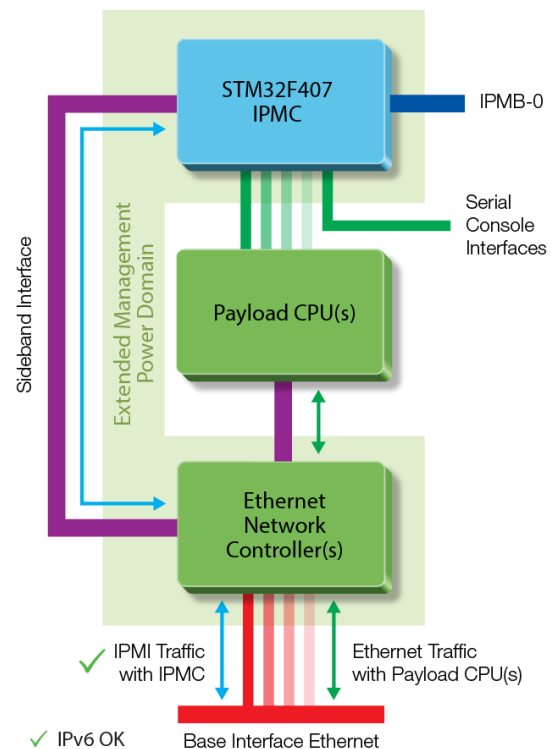 STM32F407
IPMC
IPMB-0
Serial
Console
Interfaces
Sideband Interface
Extended Management
Power Domain
Payload CPU(s)
Ethernet
Network
Controller(s)
IPMI Traffic
with IPMC
Ethernet Traffic
with Payload CPU(s)
IPv6 OK
Base Interface Ethernet